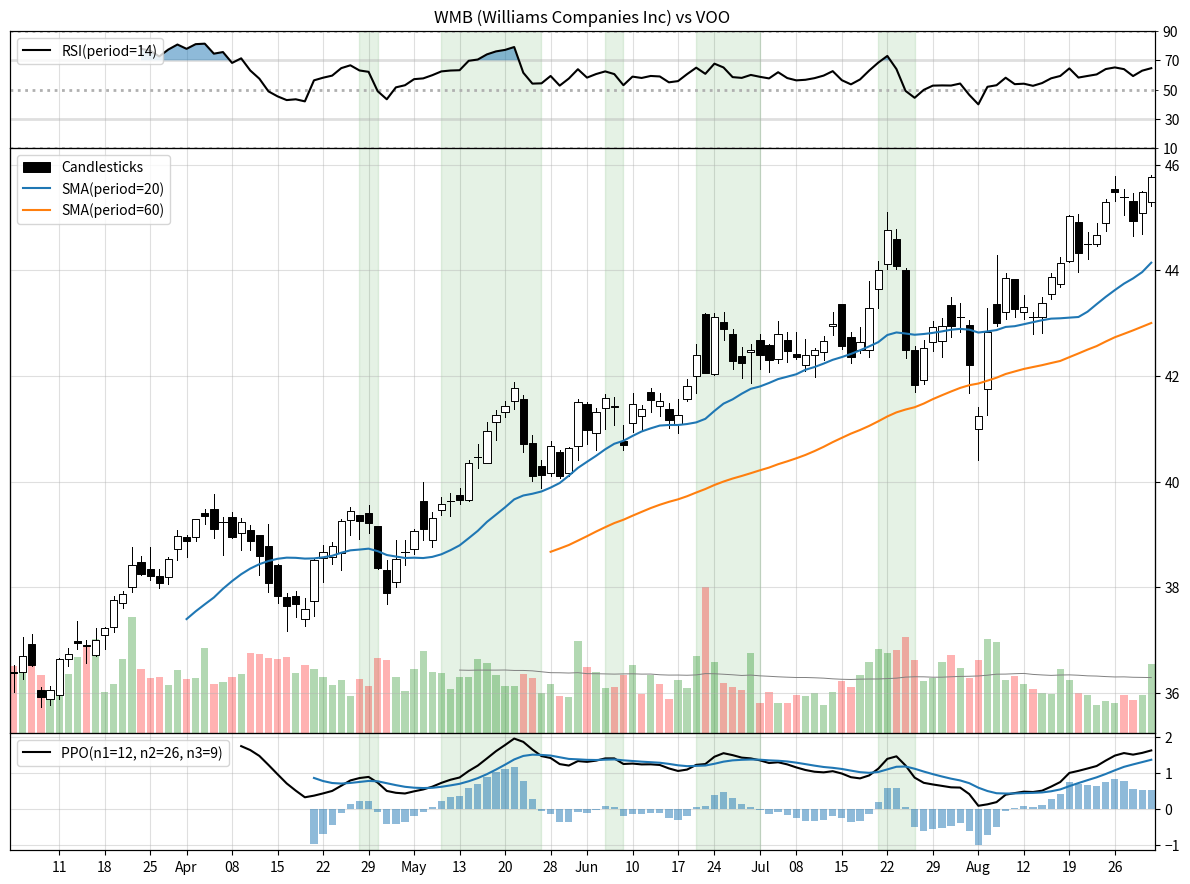 WMB (Williams Companies Inc) vs VOO
RSI(period=14)
90
70
50
30
10
Candlesticks
SMA(period=20)
SMA(period=60)
46
44
42
40
38
36
PPO(n1=12, n2=26, n3=9)
2
1
0
−1
11 18 25 Apr 08 15 22 29 May 13 20 28 Jun 10 17 24 Jul 08 15 22 29 Aug 12 19 26